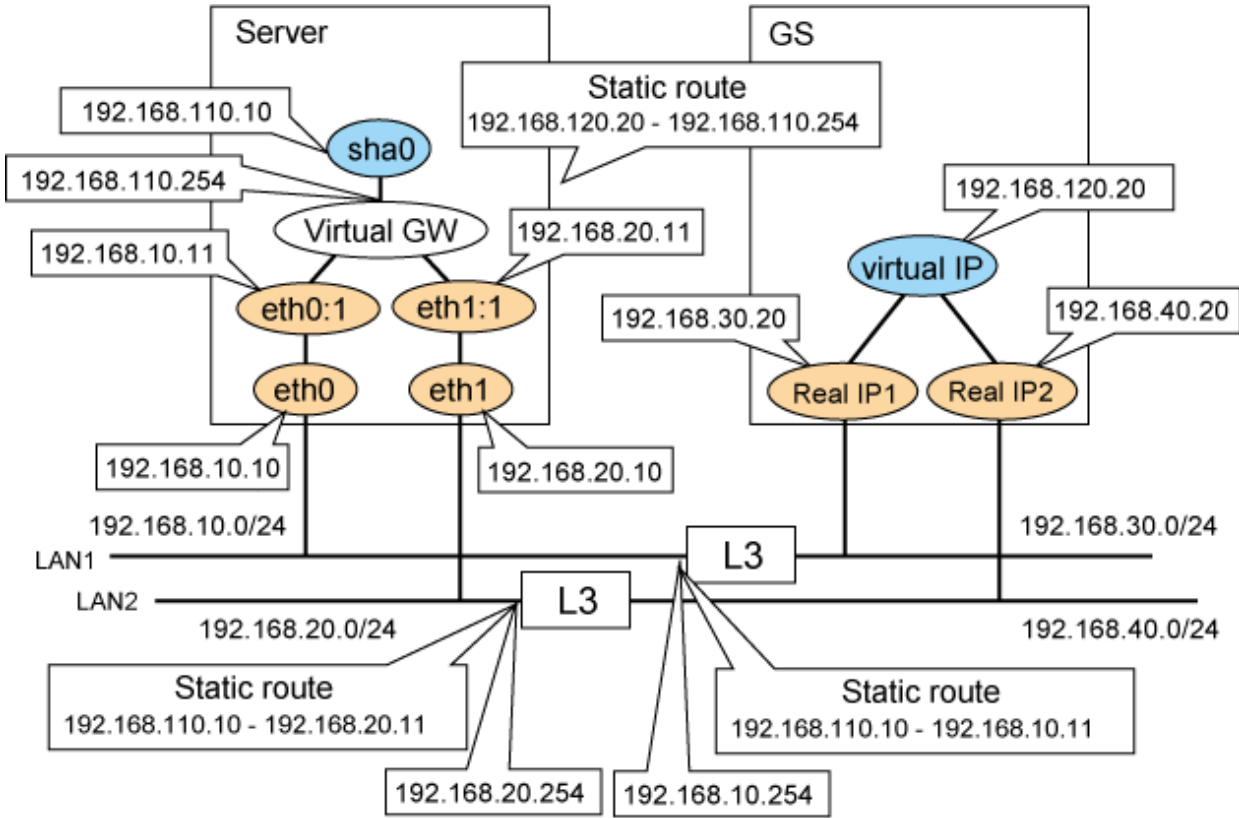 Server
GS
192.168.110.10
Static route
192.168.120.20 - 192.168.110.254
sha0
192.168.110.254
192.168.120.20
Virtual GW
192.168.20.11
192.168.10.11
virtual IP
eth0:1
eth1:1
192.168.30.20
192.168.40.20
eth0
eth1
Real IP1
Real IP2
192.168.10.10
192.168.20.10
192.168.10.0/24
192.168.30.0/24
LAN1
L3
LAN2
L3
192.168.20.0/24
192.168.40.0/24
Static route
192.168.110.10 - 192.168.20.11
Static route
192.168.110.10 - 192.168.10.11
192.168.20.254
192.168.10.254